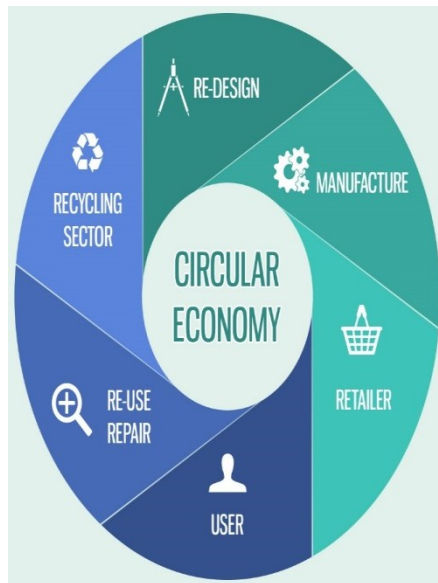 RE-DESIGN
MANUFACTURE
RETAILER
USER
RE-USE
REPAIR
RECYCLING
SECTOR
CIRCULAR
ECONOMY